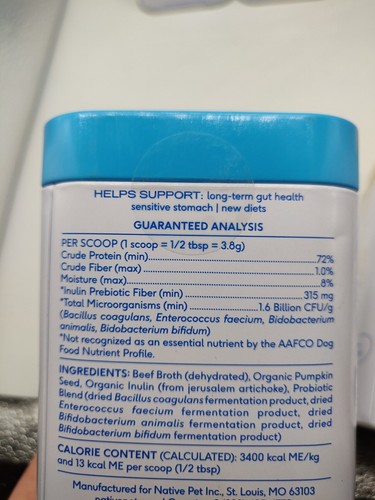 HELPS SUPPORT: long-term gut health
sensitive stomach | new diets
GUARANTEED ANALYSIS
PER SCOOP (1 scoop = 1/2 tbsp = 3.8g)
Crude Protein (min)..........72%
Crude Fiber (max)..........1.0%
Moisture (max)..........8%
*Inulin Prebiotic Fiber (min)..........315 mg
*Total Microorganisms (min)..........1.6 Billion CFU/g
(Bacillus coagulans, Enterococcus faecium, Bidobacterium
animalis, Bidobacterium bifidum)
*Not recognized as an essential nutrient by the AAFCO Dog
Food Nutrient Profile.
INGREDIENTS: Beef Broth (dehydrated), Organic Pumpkin
Seed, Organic Inulin (from jerusalem artichoke), Probiotic
Blend (dried Bacillus coagulans fermentation product, dried
Enterococcus faecium fermentation product, dried
Bifidobacterium animalis fermentation product, dried
Bifidobacterium bifidum fermentation product)
CALORIE CONTENT (CALCULATED): 3400 kcal ME/kg
and 13 kcal ME per scoop (1/2 tbsp)
Manufactured for Native Pet Inc., St. Louis, MO 63103